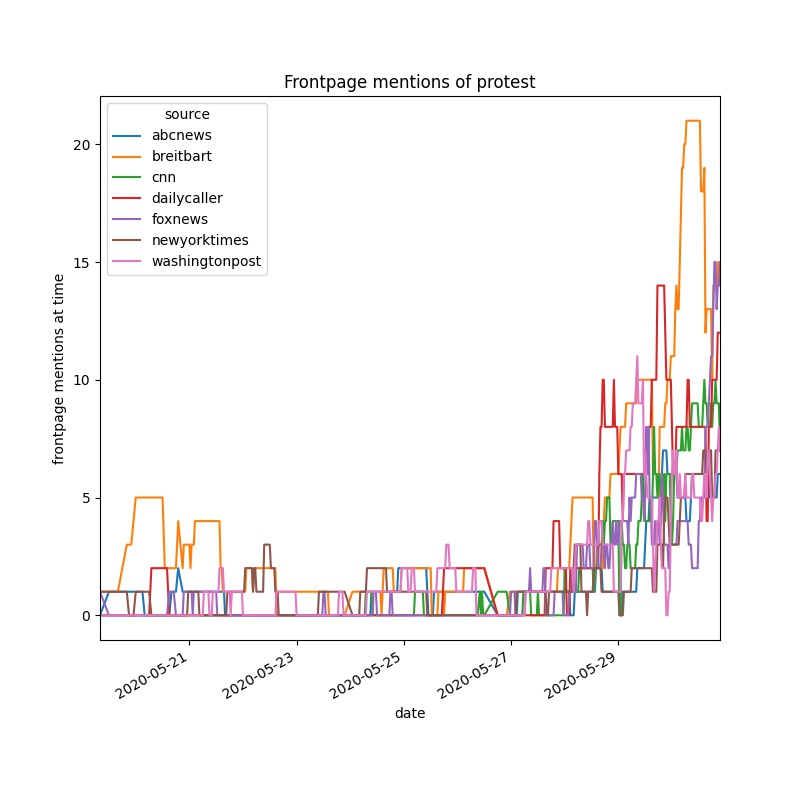 Frontpage mentions of protest
source
abcnews
breitbart
cnn
dailycaller
foxnews
newyorktimes
washingtonpost
frontpage mentions at time
20
15
10
5
0
2020-05-21
2020-05-23
2020-05-25
2020-05-27
2020-05-29
date